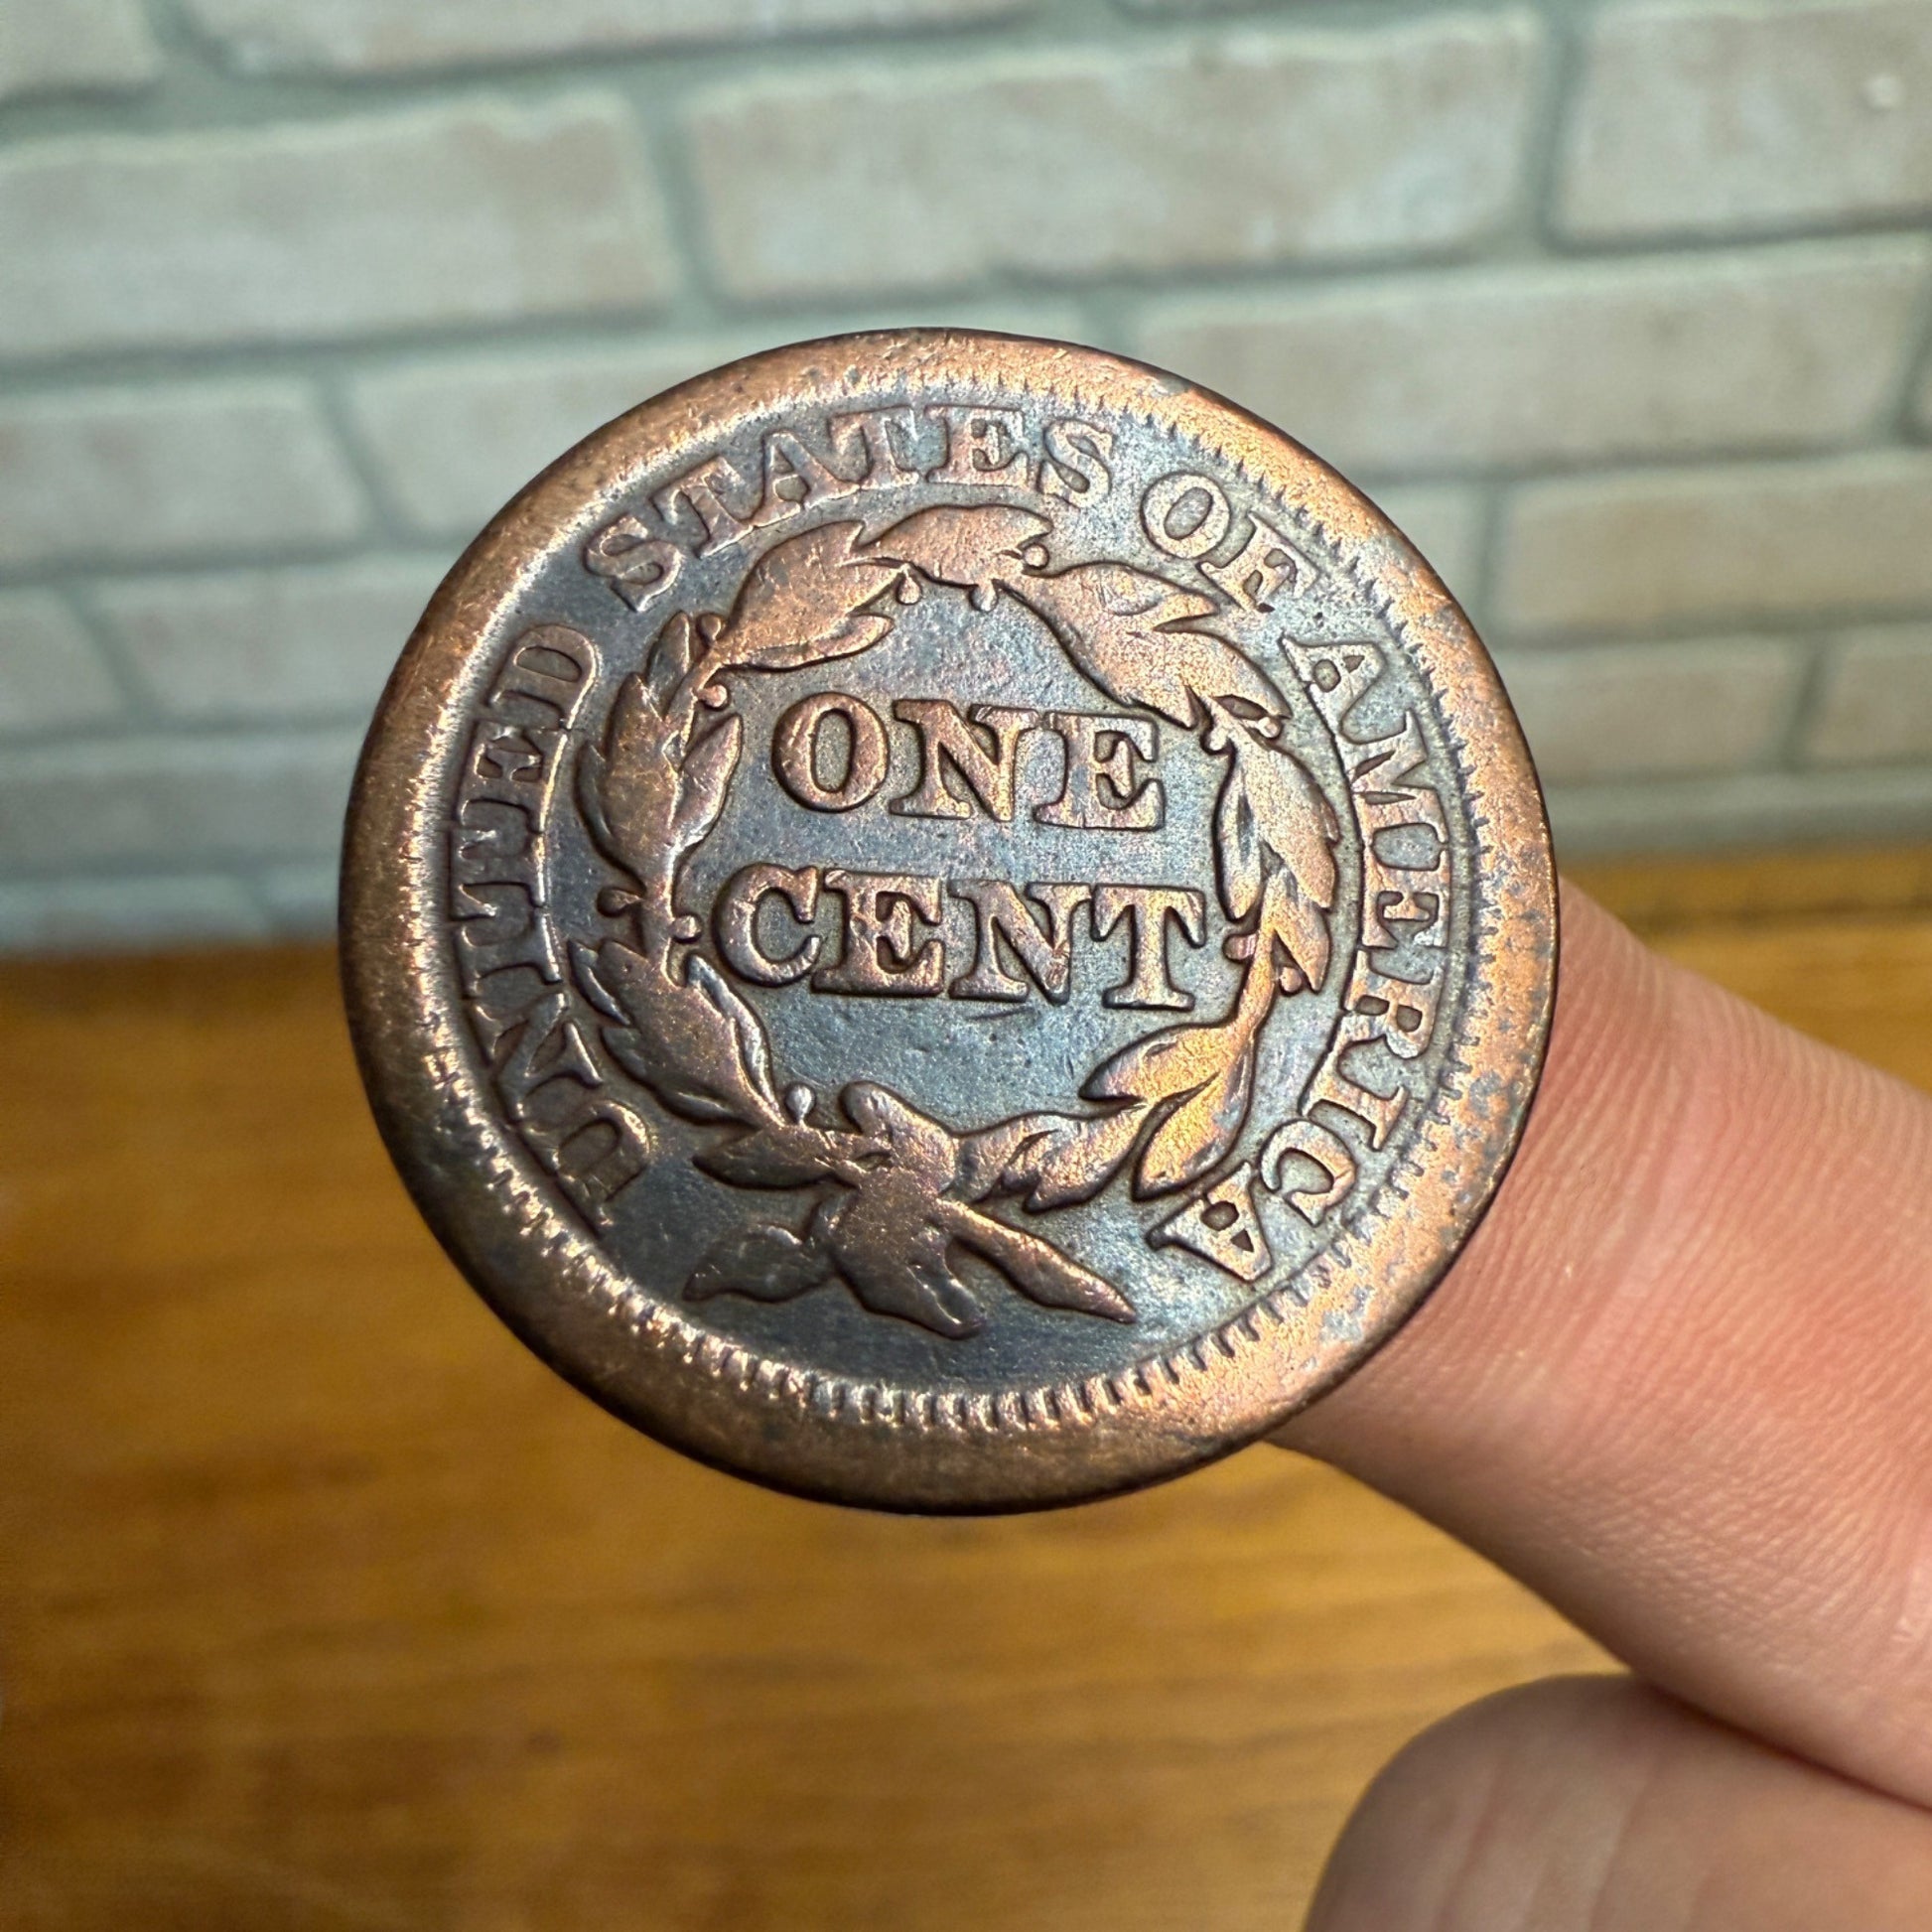 UNITED STATES OF AMERICA
ONE
CENT